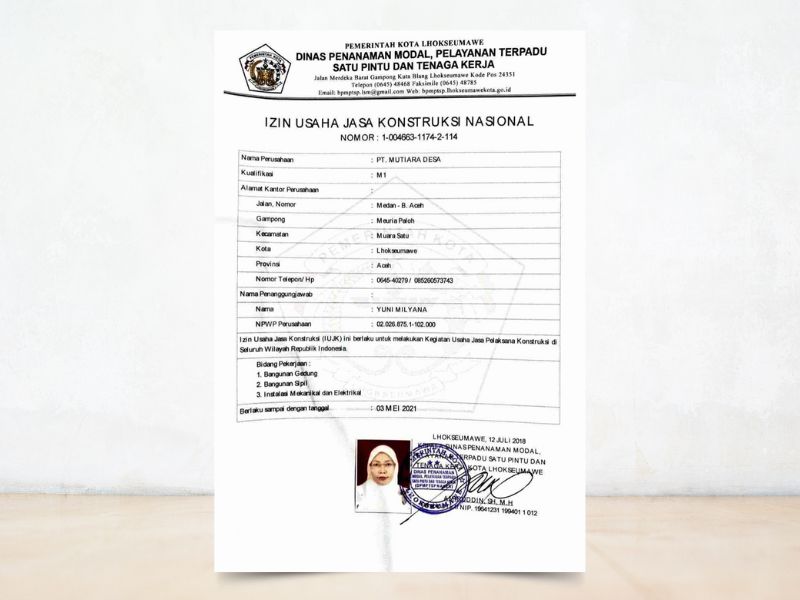 PEMERINTAH KOTA LHOKSEUMAWE
DINAS PENANAMAN MODAL, PELAYANAN TERPADU
SATU PINTU DAN TENAGA KERJA
Jalan Merdeka Barat Gampong Kuta Blang Lhokseumawe Kode Pos 24351
Telepon (0645) 48468 Faksimile (0645) 48785
Email: bpmptsp.lsm@gmail.com Web: bpmptsp.lhokseumawekota.go.id
IZIN USAHA JASA KONSTRUKSI NASIONAL
NOMOR : 1-004663-1174-2-114
Nama Perusahaan : PT. MUTIARA DESA
Kualifikasi : M1
Alamat Kantor Perusahaan :
Jalan, Nomor : Medan - B. Aceh
Gampong : Meuria Paloh
Kecamatan : Muara Satu
Kota : Lhokseumawe
Provinsi : Aceh
Nomor Telepon/ Hp : 0645-40279 / 085260573743
Nama Penanggungjawab :
Nama : YUNI MILYANA
NPWP Perusahaan : 02.026.875.1-102.000
Izin Usaha Jasa Konstruksi (IUJK) ini berlaku untuk melakukan Kegiatan Usaha Jasa Pelaksana Konstruksi di
Seluruh Wilayah Republik Indonesia.
Bidang Pekerjaan :
1. Bangunan Gedung
2. Bangunan Sipil
3. Instalasi Mekanikal dan Elektrikal
Berlaku sampai dengan tanggal : 03 MEI 2021
LHOKSEUMAWE, 12 JULI 2018
KEPALA DINAS PENANAMAN MODAL,
PELAYANAN TERPADU SATU PINTU DAN
TENAGA KERJA KOTA LHOKSEUMAWE
DINAS PENANAMAN
MODAL, PELAYANAN TERPADU
SATU PINTU DAN TENAGA KERJA
SH, M.H
NIP. 19641231 199401 1 012